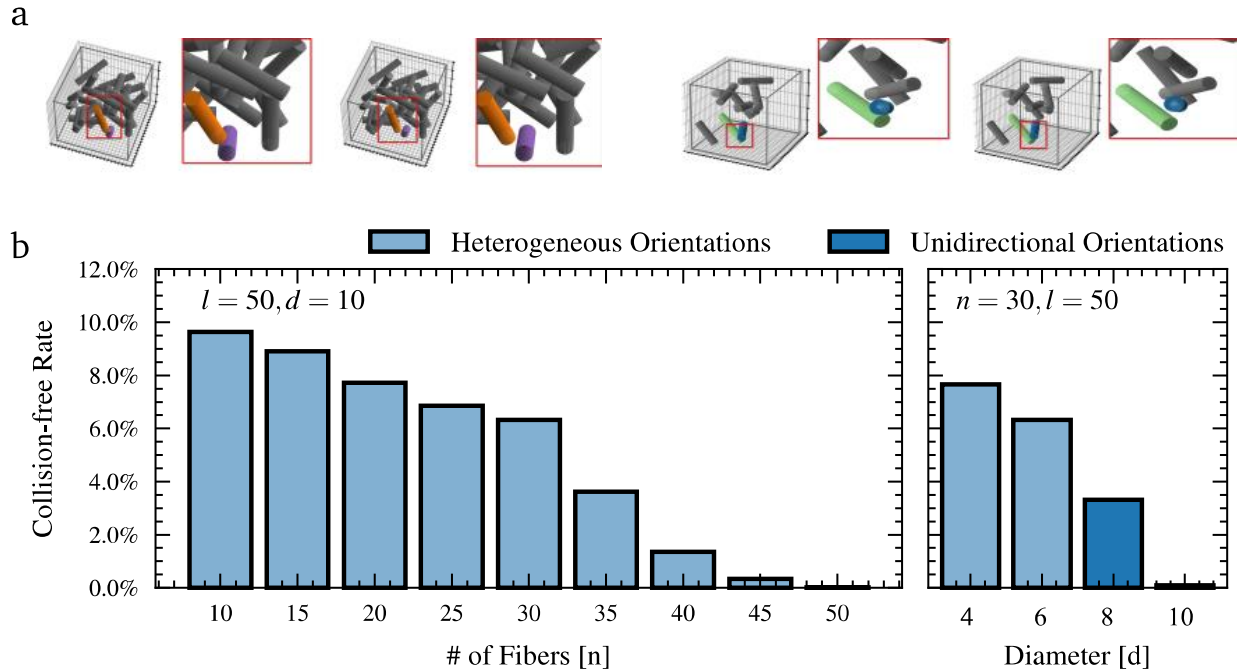 a
b
Heterogeneous Orientations
Unidirectional Orientations
12.0%
10.0%
8.0%
6.0%
4.0%
2.0%
0.0%
Collision-free Rate
l = 50, d = 10
10 15 20 25 30 35 40 45 50
# of Fibers [n]
n = 30, l = 50
4 6 8 10
Diameter [d]